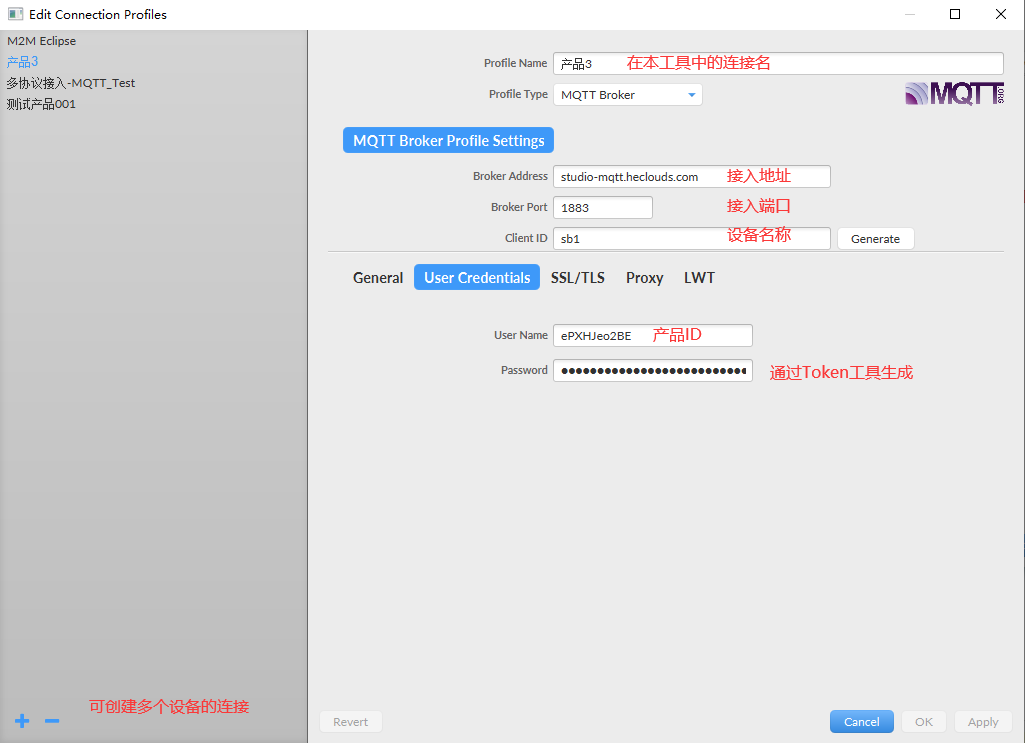 Edit Connection Profiles
M2M Eclipse
产品3
多协议接入-MQTT_Test
测试产品001
可创建多个设备的连接
Profile Name 产品3 在本工具中的连接名
Profile Type MQTT Broker
MQTT.ORG
MQTT Broker Profile Settings
Broker Address studio-mqtt.heclouds.com 接入地址
Broker Port 1883 接入端口
Client ID sb1 设备名称 Generate
General User Credentials SSL/TLS Proxy LWT
User Name ePXHJeo2BE 产品ID
Password ••••••••••••••••••••••••••• 通过Token工具生成
Revert Cancel OK Apply